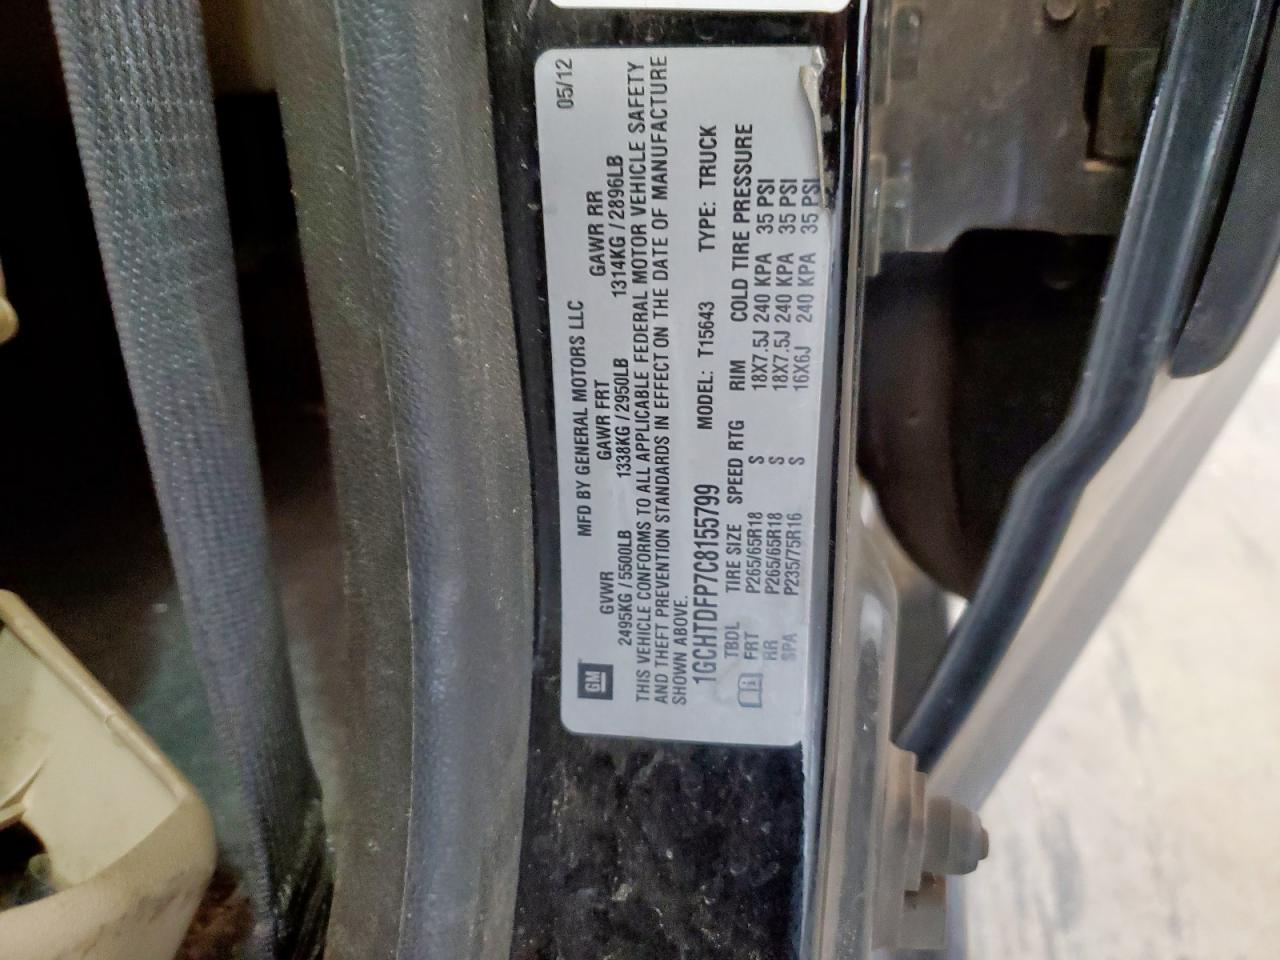 GM
MFD BY GENERAL MOTORS LLC
05/12
GVWR GAWR FRT GAWR RR
2495KG / 5500LB 1338KG / 2950LB 1314KG / 2896LB
THIS VEHICLE CONFORMS TO ALL APPLICABLE FEDERAL MOTOR VEHICLE SAFETY
AND THEFT PREVENTION STANDARDS IN EFFECT ON THE DATE OF MANUFACTURE
SHOWN ABOVE.
1GCHTDFP7C8155799 MODEL: T15643 TYPE: TRUCK
TBDL TIRE SIZE SPEED RTG RIM COLD TIRE PRESSURE
FRT P265/65R18 S 18X7.5J 240 KPA 35 PSI
RR P265/65R18 S 18X7.5J 240 KPA 35 PSI
SPA P235/75R16 S 16X6J 240 KPA 35 PSI